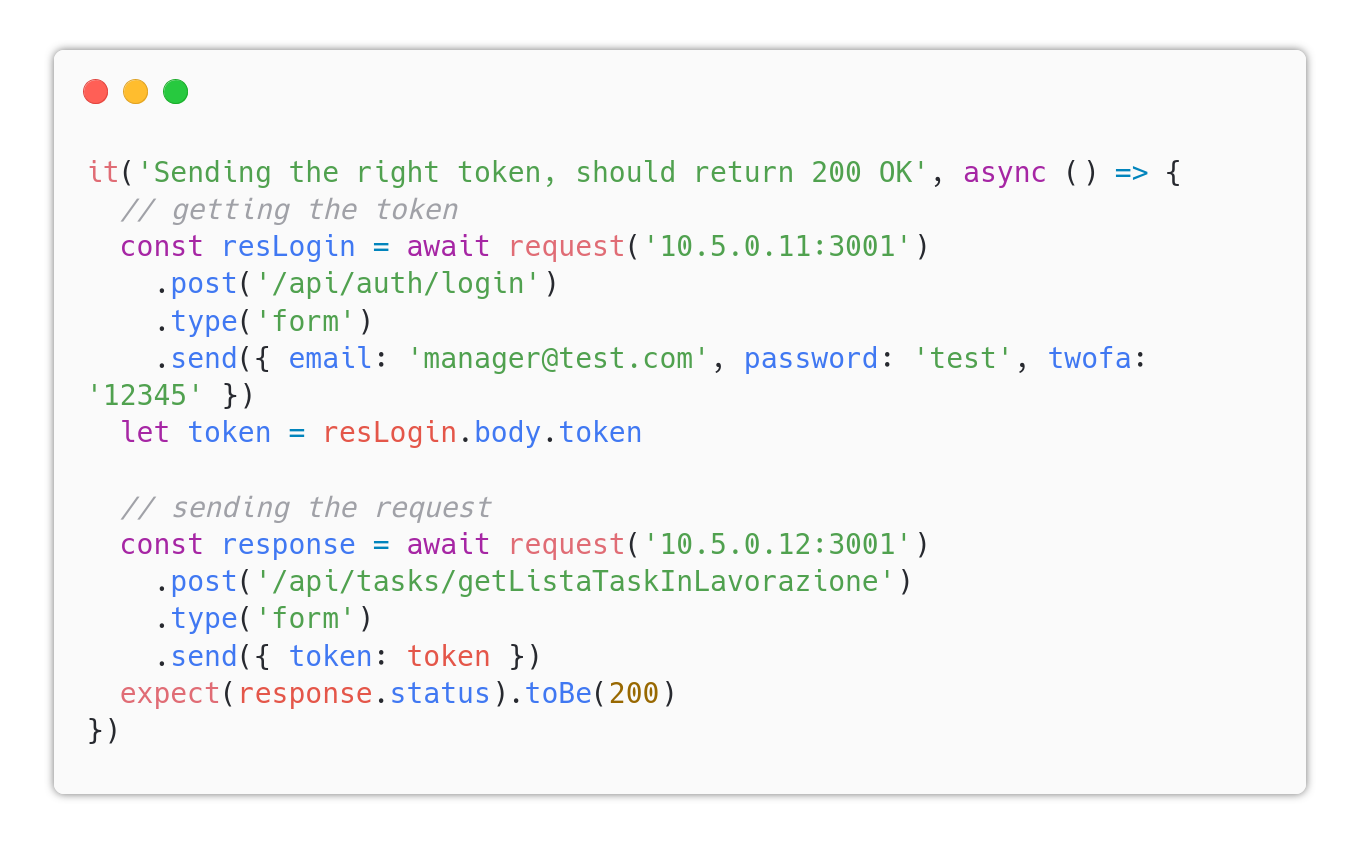 it('Sending the right token, should return 200 OK', async () => {
  // getting the token
  const resLogin = await request('10.5.0.11:3001')
    .post('/api/auth/login')
    .type('form')
    .send({ email: 'manager@test.com', password: 'test', twofa:
'12345' })
  let token = resLogin.body.token

  // sending the request
  const response = await request('10.5.0.12:3001')
    .post('/api/tasks/getListaTaskInLavorazione')
    .type('form')
    .send({ token: token })
  expect(response.status).toBe(200)
})